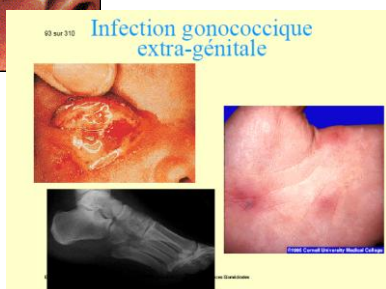 93 sur 310
Infection gonococcique
extra-génitale
©1996 Cornell University Medical College